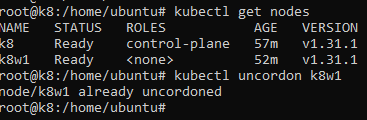 root@k8:/home/ubuntu# kubectl get nodes
NAME   STATUS   ROLES           AGE   VERSION
k8     Ready    control-plane   57m   v1.31.1
k8w1   Ready    <none>          52m   v1.31.1
root@k8:/home/ubuntu# kubectl uncordon k8w1
node/k8w1 already uncordoned
root@k8:/home/ubuntu#